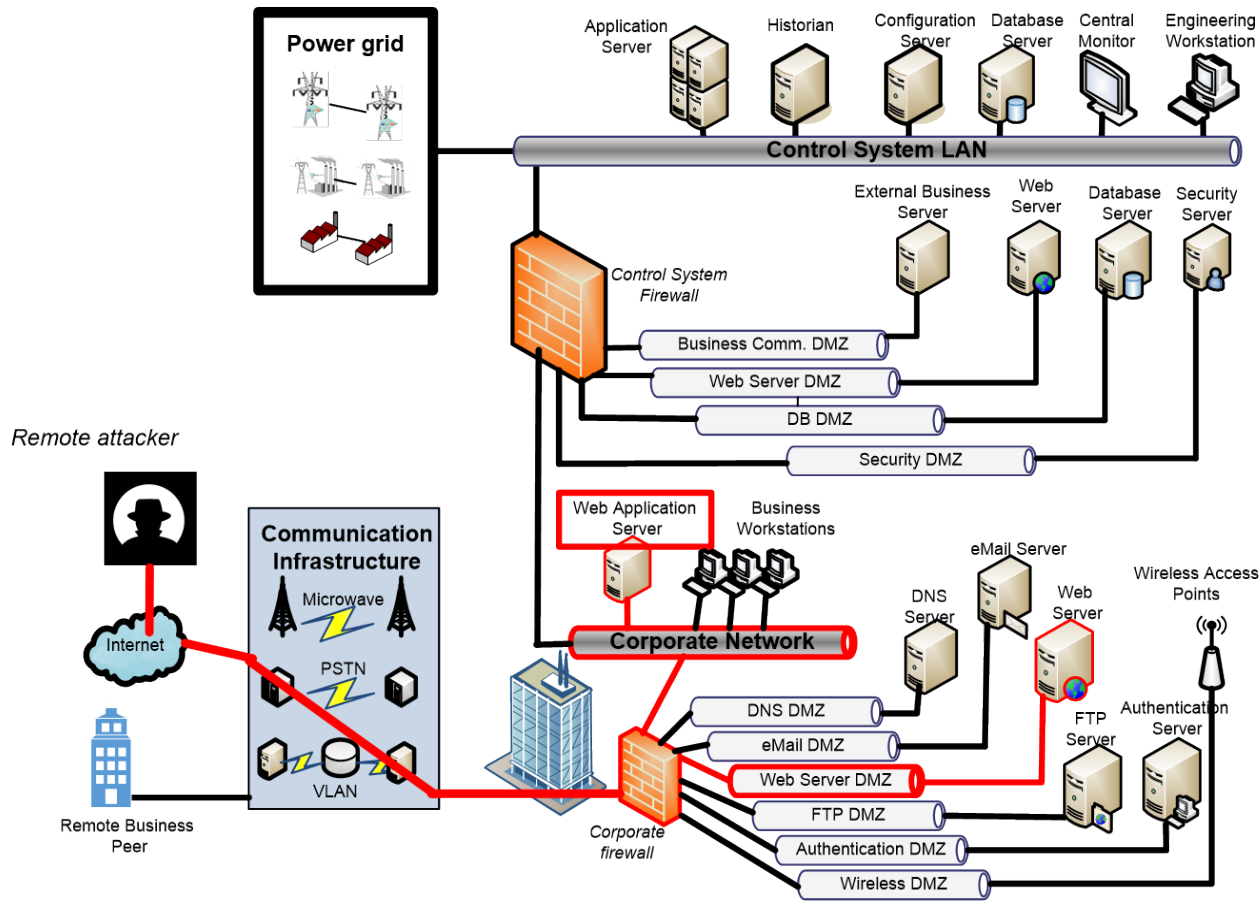 Power grid
Application
Server
Historian
Configuration
Server
Database
Server
Central
Monitor
Engineering
Workstation
Control System LAN
External Business
Server
Web
Server
Database
Server
Security
Server
Control System
Firewall
Business Comm. DMZ
Web Server DMZ
DB DMZ
Security DMZ
Remote attacker
Internet
Communication
Infrastructure
Microwave
PSTN
VLAN
Remote Business
Peer
Web Application
Server
Business
Workstations
Corporate Network
eMail Server
DNS
Server
Web
Server
Wireless Access
Points
FTP
Server
Authentication
Server
DNS DMZ
eMail DMZ
Web Server DMZ
FTP DMZ
Authentication DMZ
Wireless DMZ
Corporate
firewall